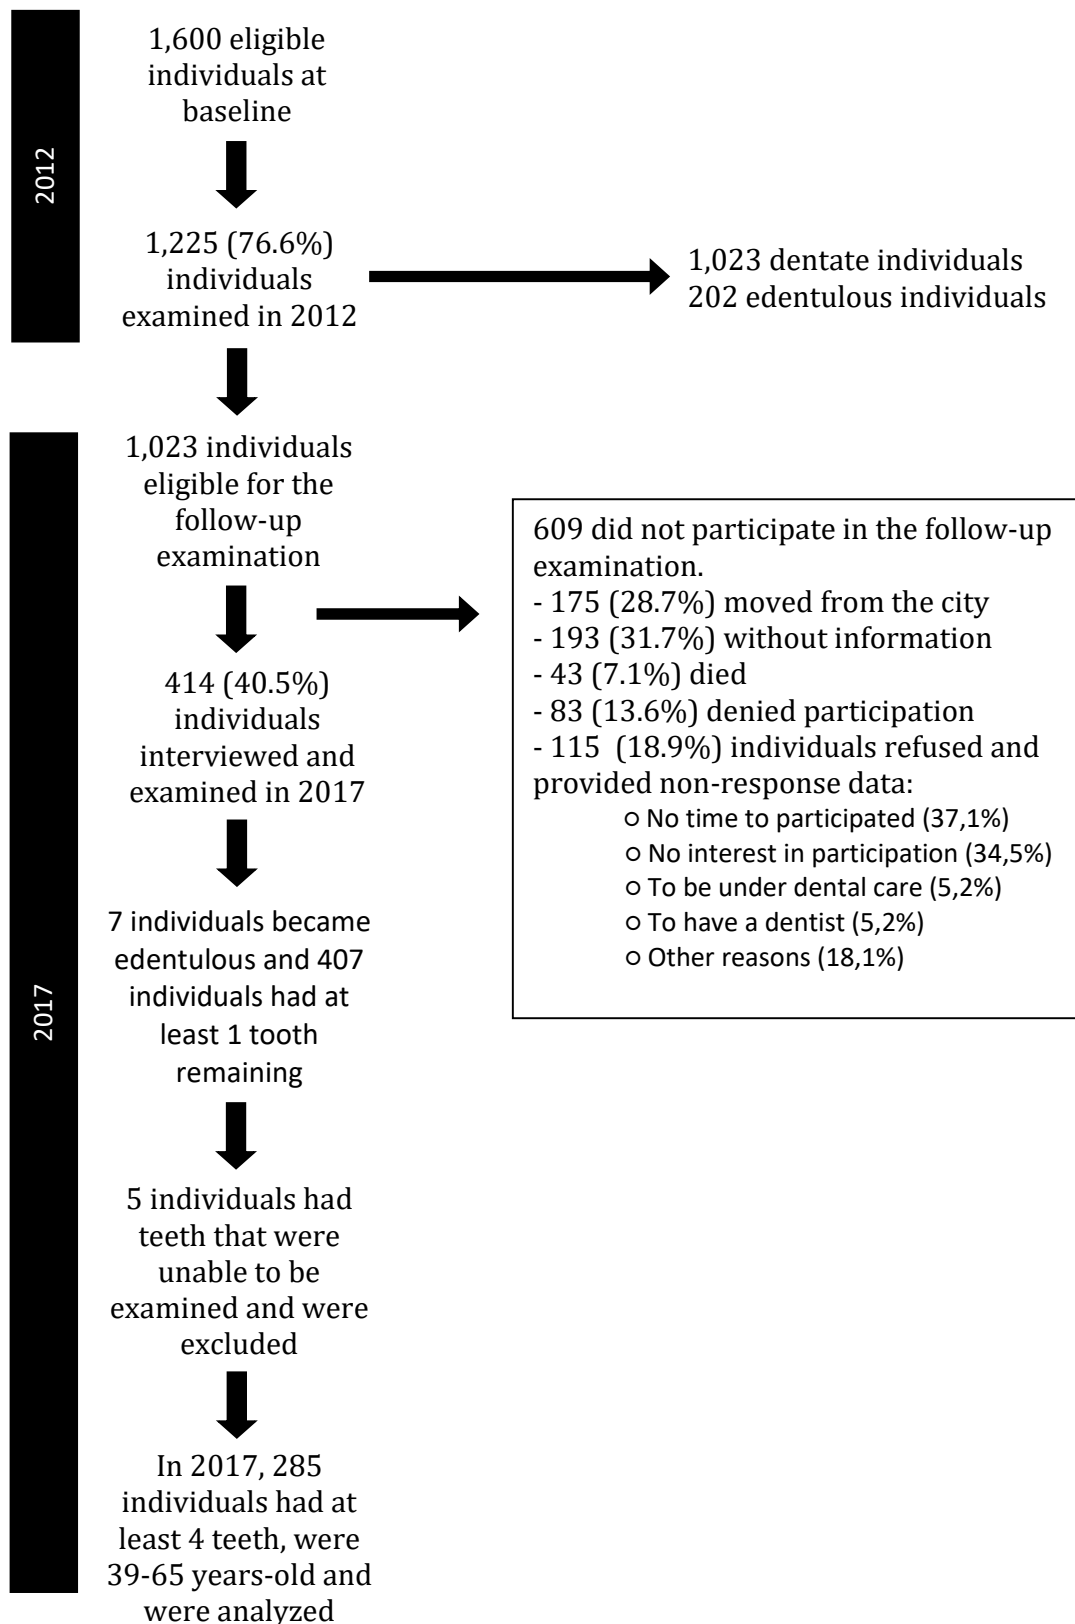 2012
1,600 eligible
individuals at
baseline
1,225 (76.6%)
individuals
examined in 2012
1,023 dentate individuals
202 edentulous individuals
2017
1,023 individuals
eligible for the
follow-up
examination
609 did not participate in the follow-up
examination.
- 175 (28.7%) moved from the city
- 193 (31.7%) without information
- 43 (7.1%) died
- 83 (13.6%) denied participation
- 115  (18.9%) individuals refused and
provided non-response data:
○ No time to participated (37,1%)
○ No interest in participation (34,5%)
○ To be under dental care (5,2%)
○ To have a dentist (5,2%)
○ Other reasons (18,1%)
414 (40.5%)
individuals
interviewed and
examined in 2017
7 individuals became
edentulous and 407
individuals had at
least 1 tooth
remaining
5 individuals had
teeth that were
unable to be
examined and were
excluded
In 2017, 285
individuals had at
least 4 teeth, were
39-65 years-old and
were analyzed